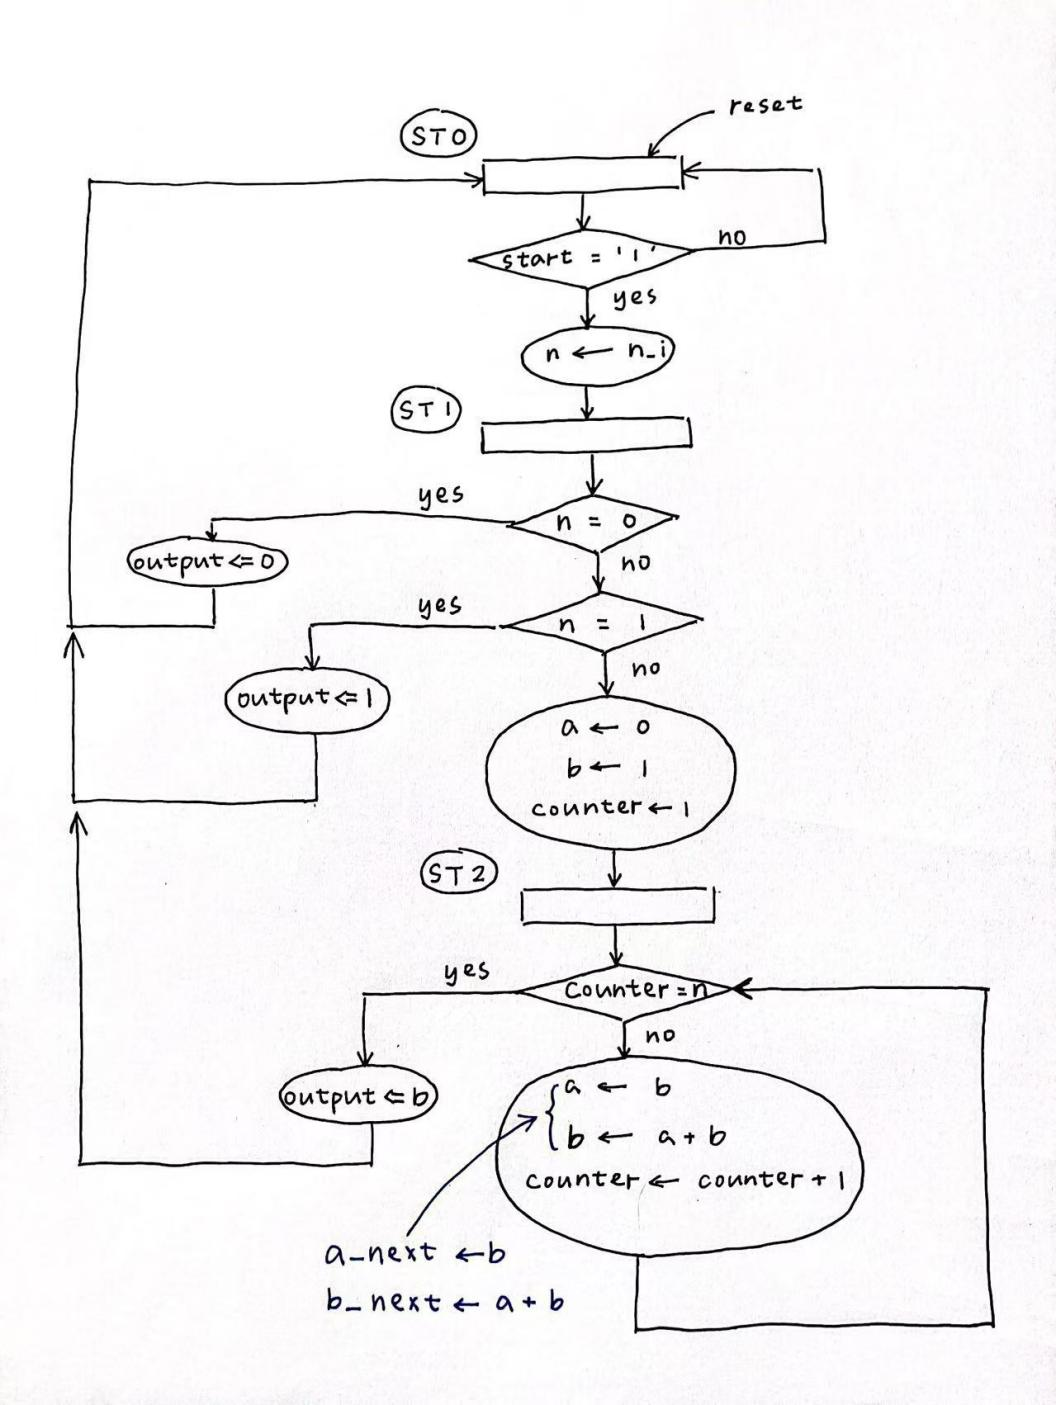 reset
ST0
no
start = '1'
yes
n ← n_i
ST1
yes
n = 0
output <= 0
no
yes
n = 1
no
output <= 1
a ← 0
b ← 1
counter ← 1
ST2
yes
counter = n
no
output <= b
a ← b
b ← a + b
counter ← counter + 1
a_next ← b
b_next ← a + b